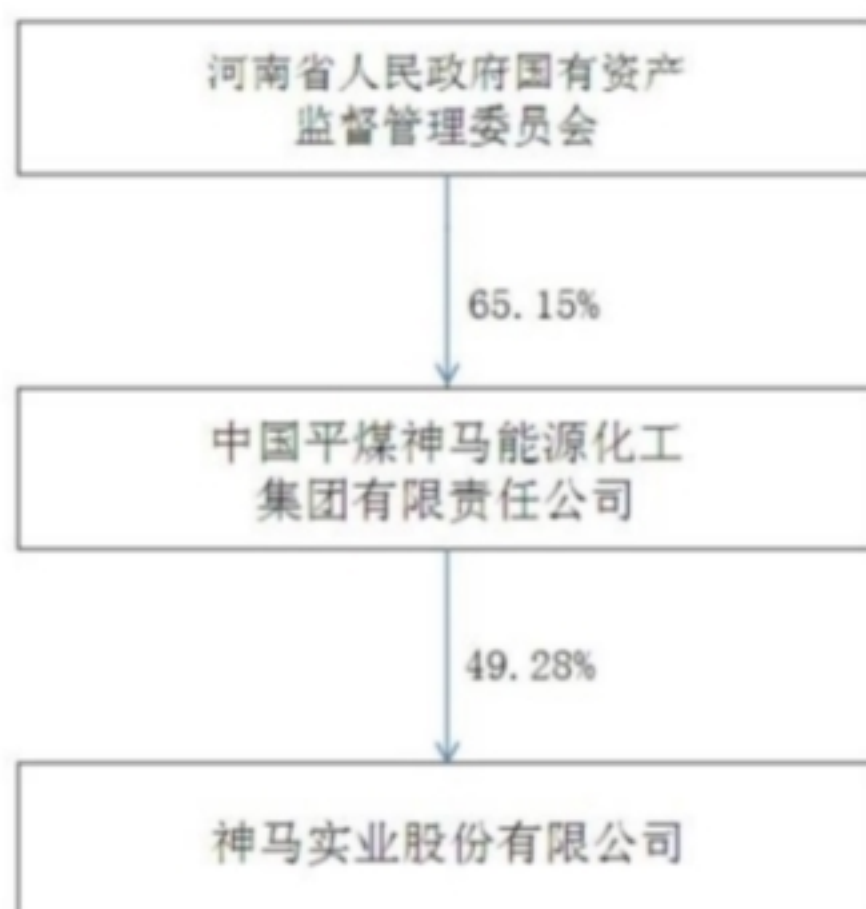 河南省人民政府国有资产
监督管理委员会
65.15%
中国平煤神马能源化工
集团有限责任公司
49.28%
神马实业股份有限公司